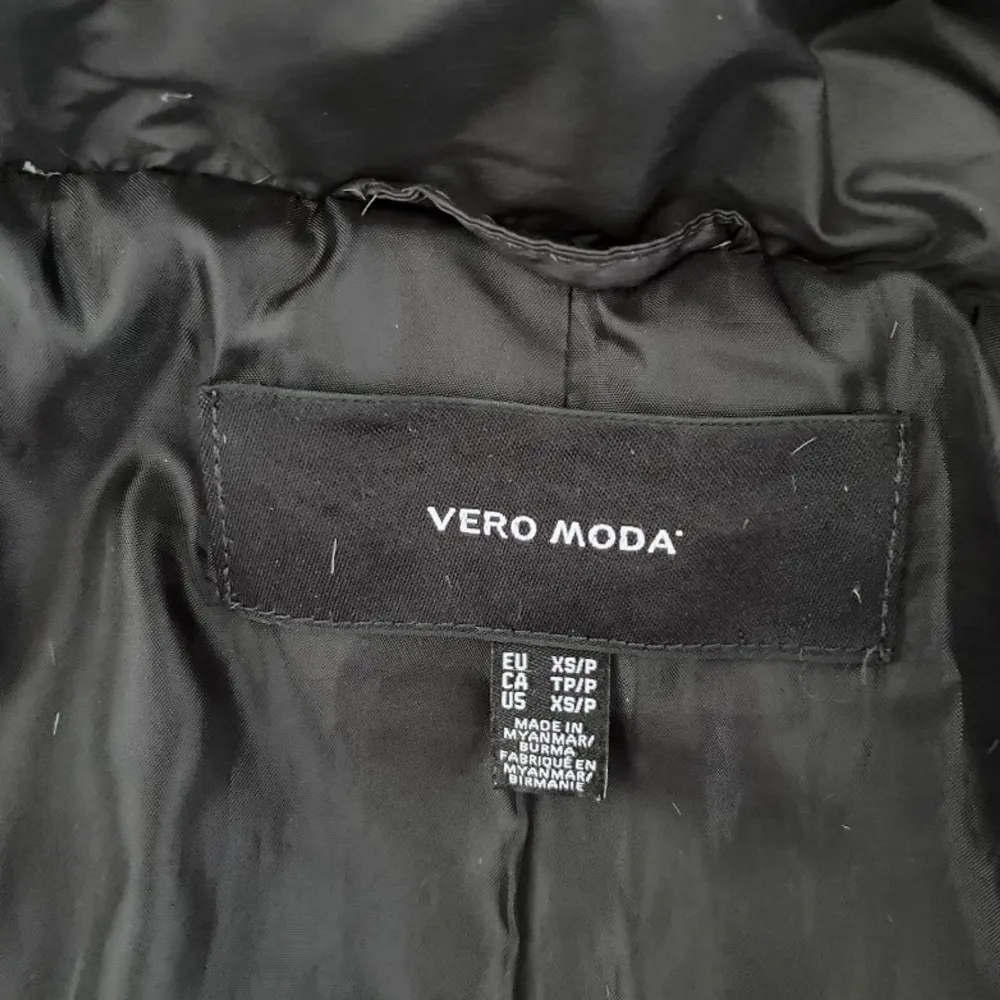 VERO MODA
EU XS/P
CA TP/P
US XS/P
MADE IN
MYANMAR/
BURMA
FABRIQUÉ EN
MYANMAR/
BIRMANIE